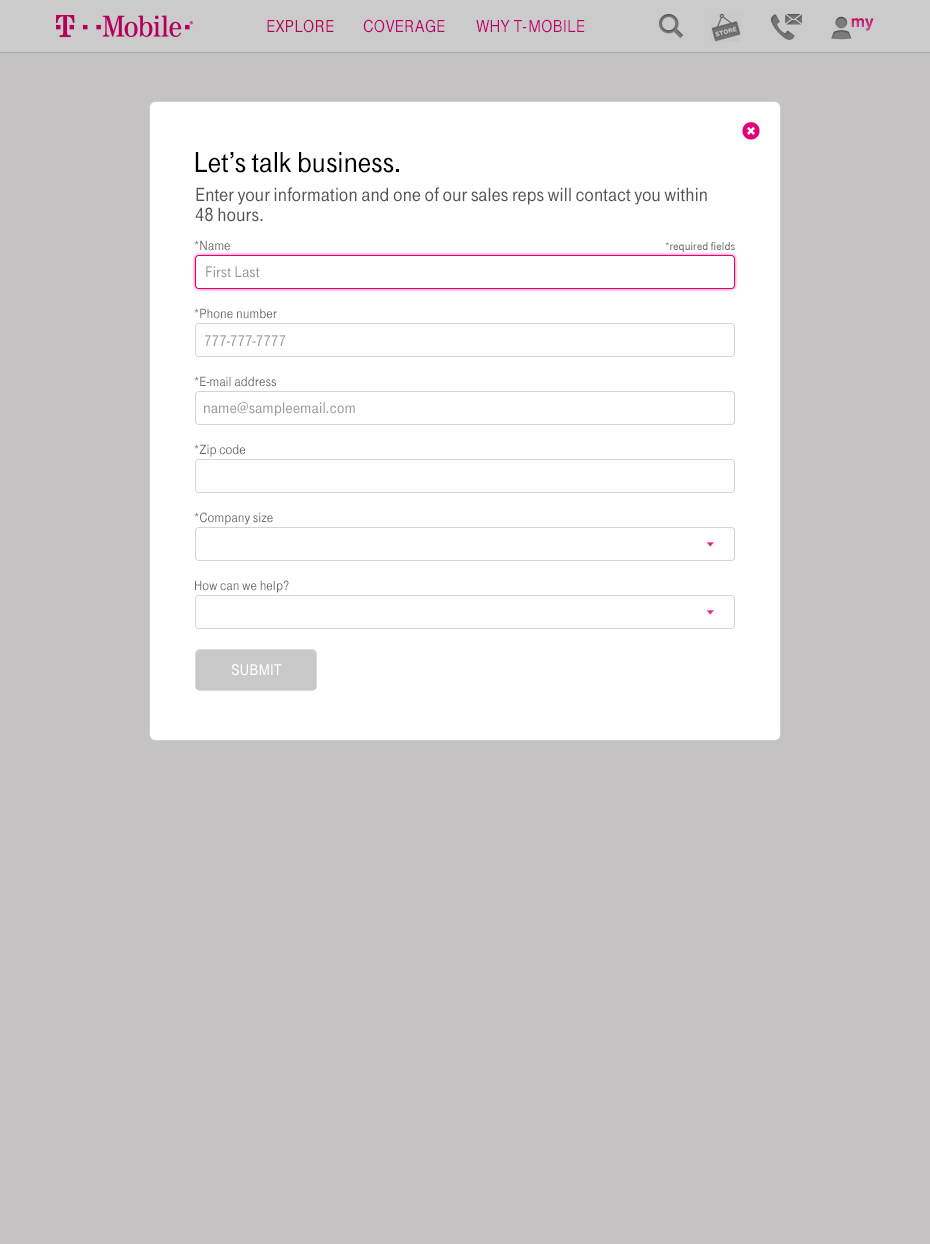 T · · Mobile ·
EXPLORE COVERAGE WHY T-MOBILE
STORE
my
Let’s talk business.
Enter your information and one of our sales reps will contact you within
48 hours.
*Name *required fields
First Last
*Phone number
777-777-7777
*E-mail address
name@sampleemail.com
*Zip code
*Company size
How can we help?
SUBMIT